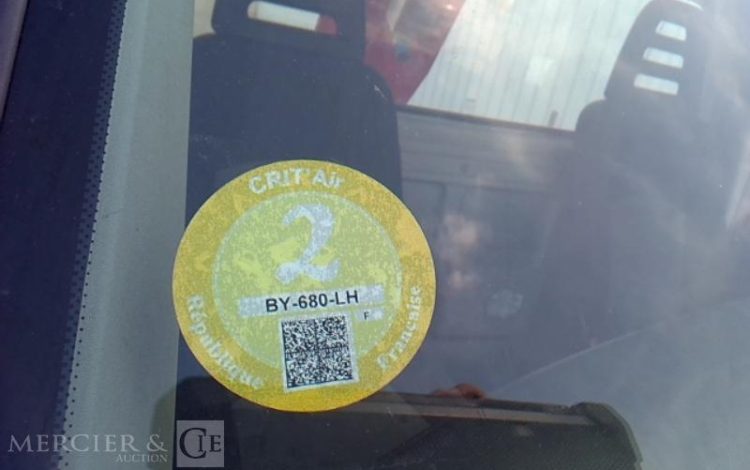 CRIT'Air
2
BY-680-LH
F
République Française
MERCIER & CIE
AUCTION